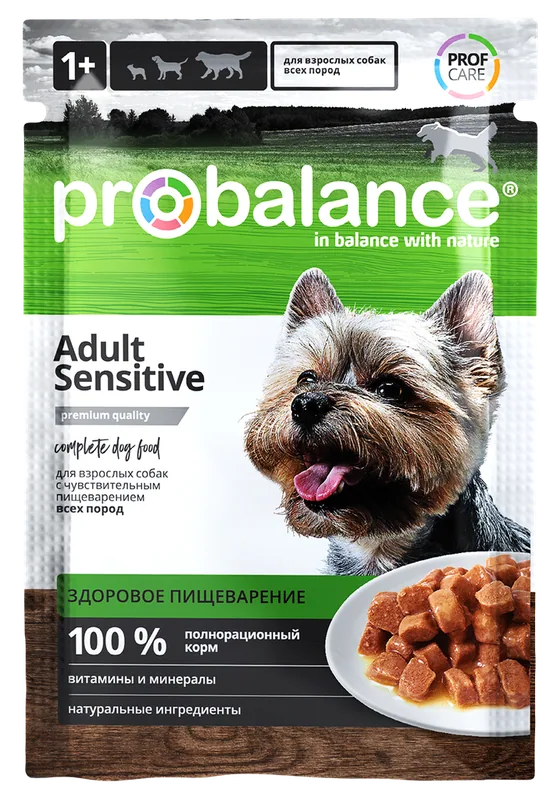 1+
для взрослых собак
всех пород
PROF
CARE
probalance®
in balance with nature
Adult
Sensitive
premium quality
complete dog food
для взрослых собак
с чувствительным
пищеварением
всех пород
ЗДОРОВОЕ ПИЩЕВАРЕНИЕ
100 % полнорационный
корм
витамины и минералы
натуральные ингредиенты